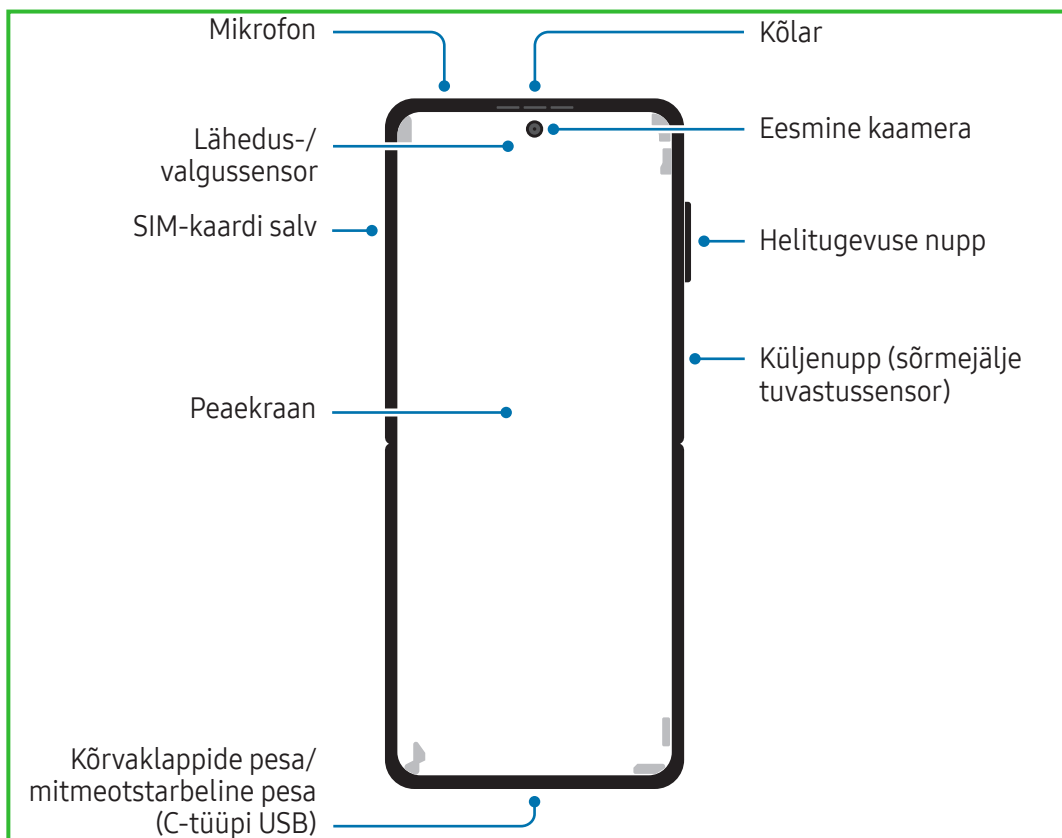 Mikrofon
Kõlar
Eesmine kaamera
Lähedus-/
valgussensor
SIM-kaardi salv
Helitugevuse nupp
Küljenupp (sõrmejälje
tuvastussensor)
Peaekraan
Kõrvaklappide pesa/
mitmeotstarbeline pesa
(C-tüüpi USB)